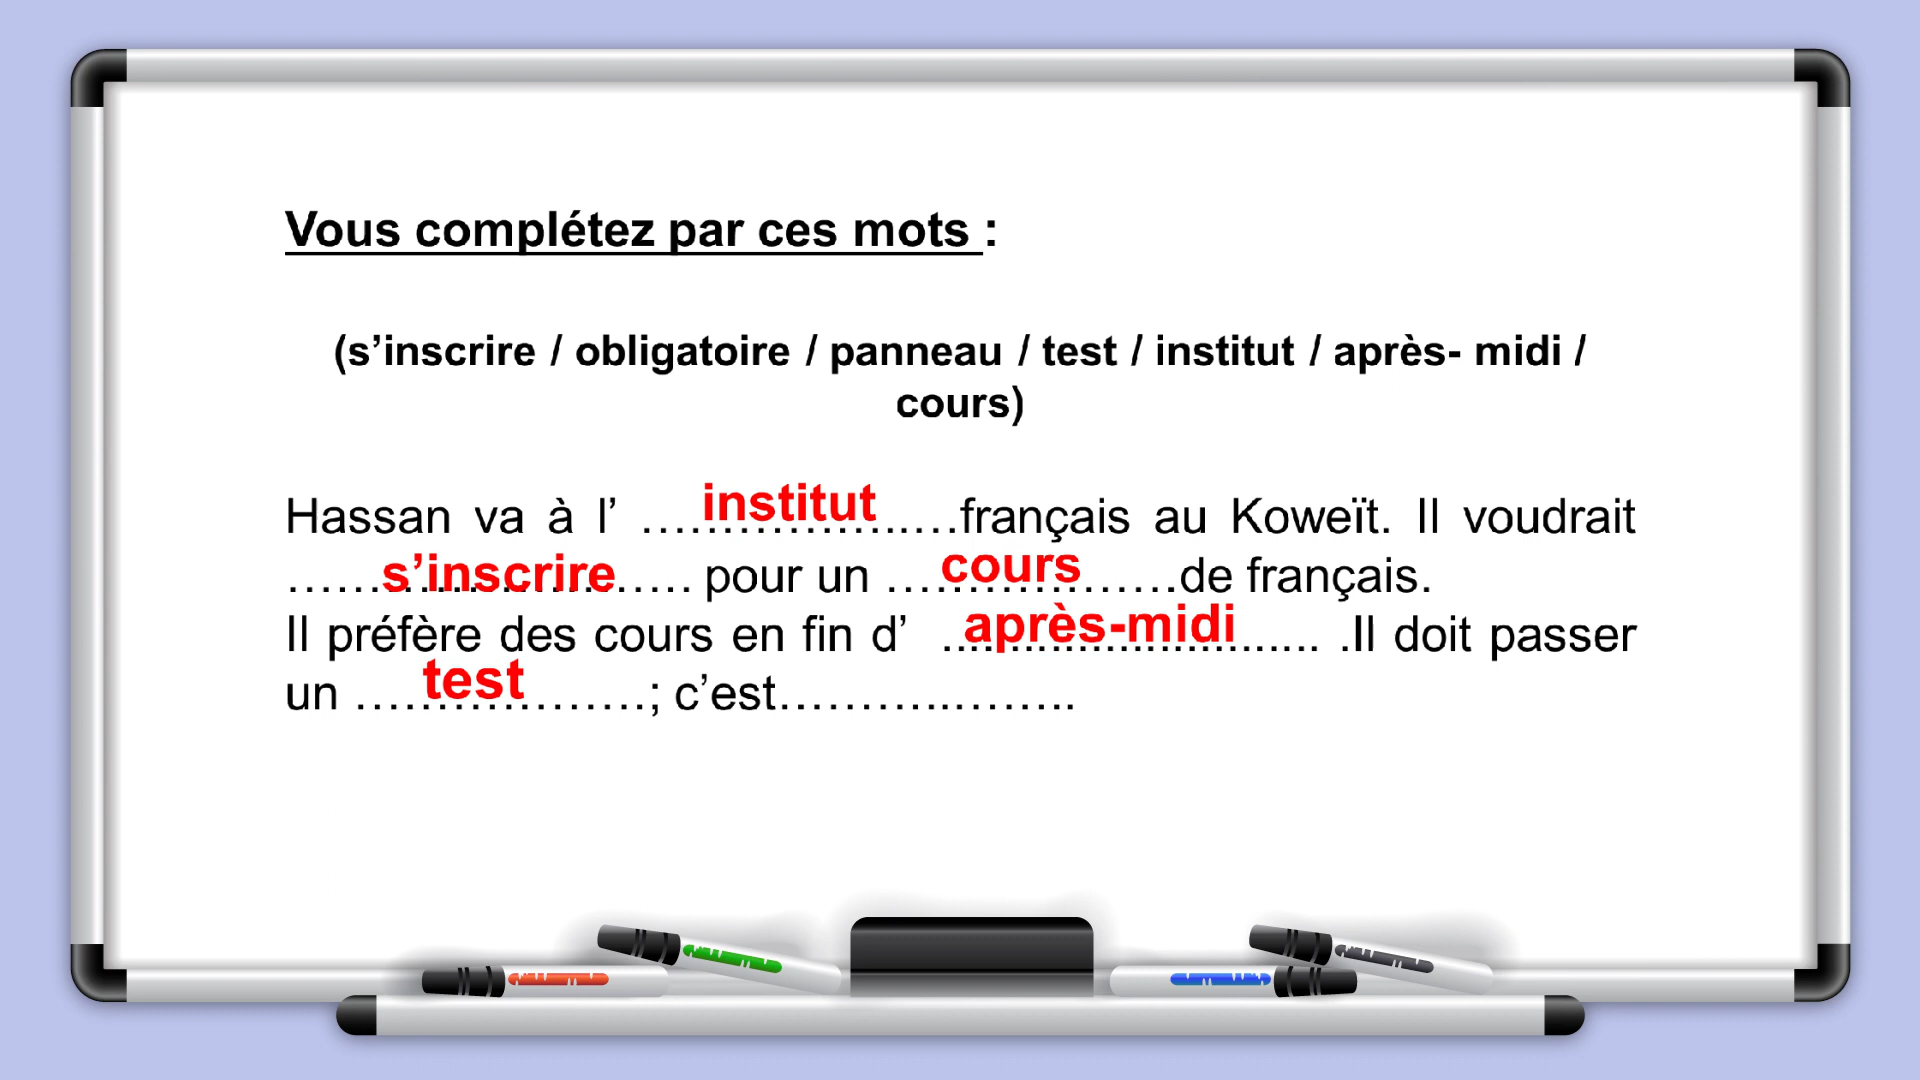 Vous complétez par ces mots :
(s’inscrire / obligatoire / panneau / test / institut / après- midi /
cours)
Hassan va à l’ ……institut……français au Koweït. Il voudrait
……s’inscrire….. pour un ….cours……de français.
Il préfère des cours en fin d’ ..après-midi...... .Il doit passer
un ….test…….; c’est………..……..